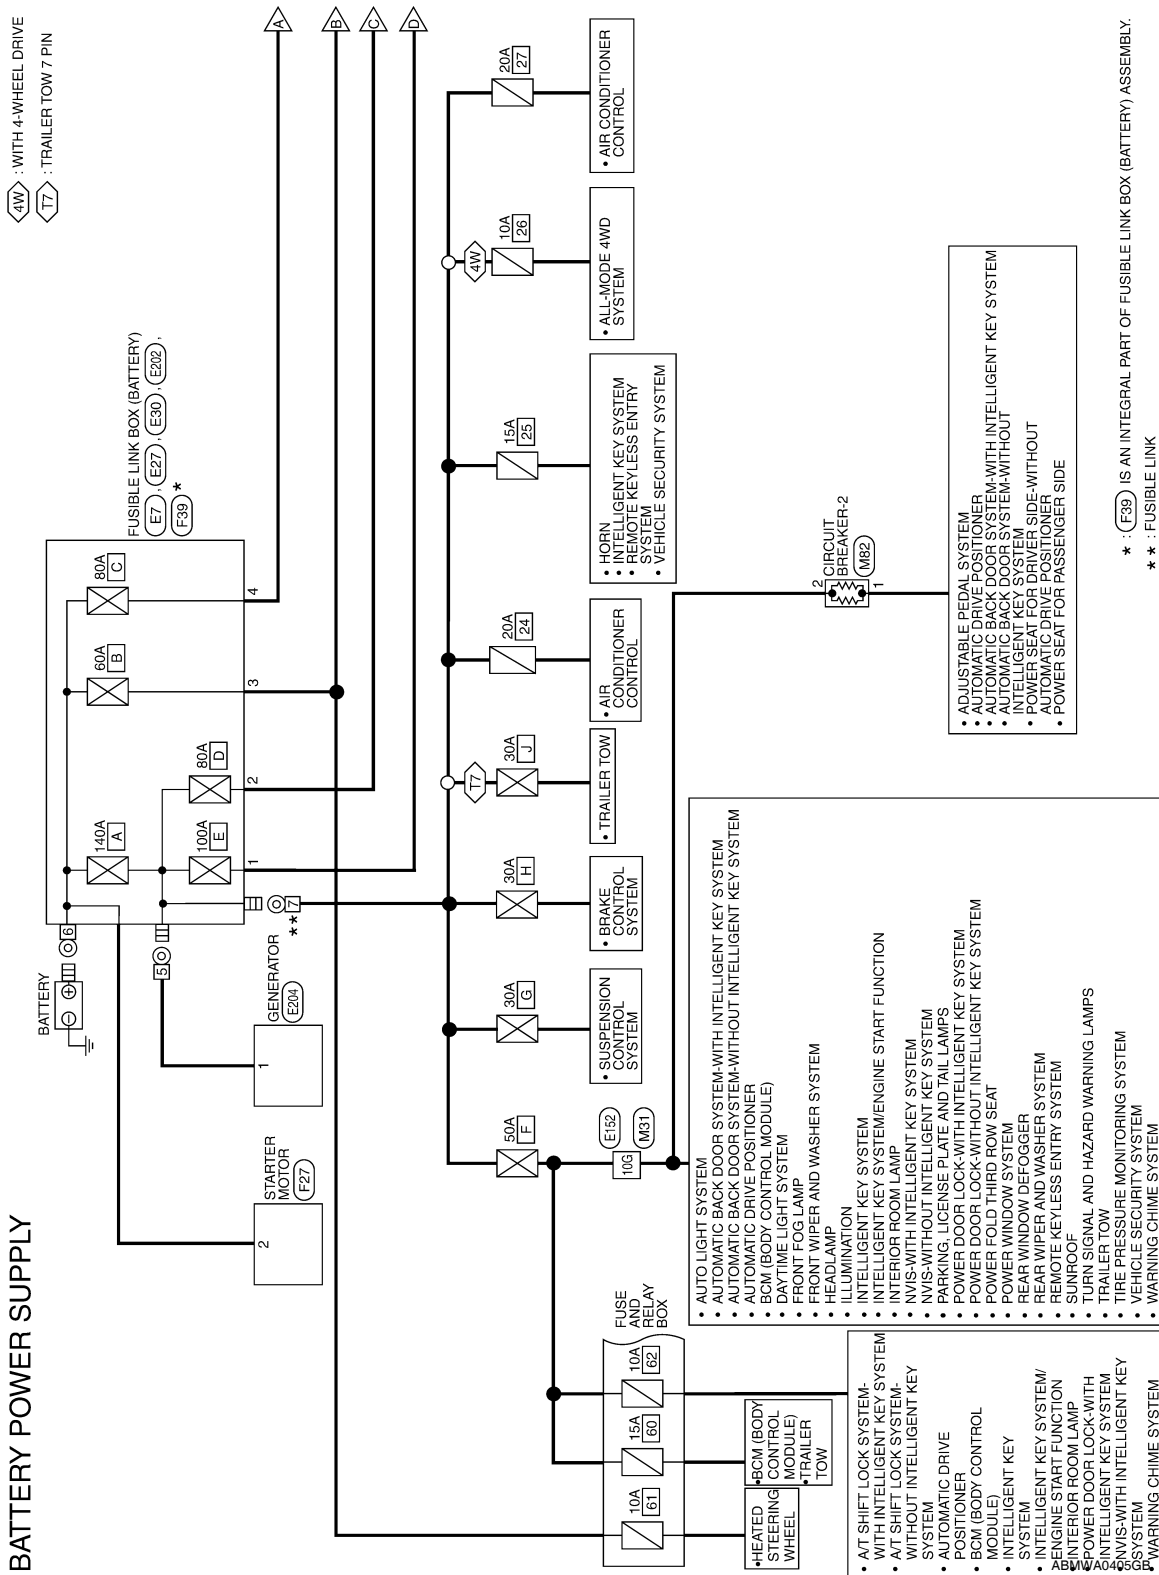 BATTERY POWER SUPPLY
4W : WITH 4-WHEEL DRIVE
T7 : TRAILER TOW 7 PIN
A
B
C
D
BATTERY
FUSIBLE LINK BOX (BATTERY)
E7 , E27 , E30 , E202 ,
F39 *
6
5
140A
A
100A
E
80A
D
60A
B
80A
C
1
2
3
4
** 7
STARTER
MOTOR
F27
2
GENERATOR
E204
1
50A
F
30A
G
30A
H
T7
30A
J
20A
24
15A
25
4W
10A
26
20A
27
• SUSPENSION
CONTROL
SYSTEM
• BRAKE
CONTROL
SYSTEM
• TRAILER TOW
• AIR
CONDITIONER
CONTROL
• HORN
• INTELLIGENT KEY SYSTEM
• REMOTE KEYLESS ENTRY
SYSTEM
• VEHICLE SECURITY SYSTEM
• ALL-MODE 4WD
SYSTEM
• AIR CONDITIONER
CONTROL
10G
E152
M31
FUSE
AND
RELAY
BOX
10A
61
15A
60
10A
62
•HEATED
STEERING
WHEEL
•BCM (BODY
CONTROL
MODULE)
•TRAILER
TOW
• A/T SHIFT LOCK SYSTEM-
WITH INTELLIGENT KEY SYSTEM
• A/T SHIFT LOCK SYSTEM-
WITHOUT INTELLIGENT KEY
SYSTEM
• AUTOMATIC DRIVE
POSITIONER
• BCM (BODY CONTROL
MODULE)
• INTELLIGENT KEY
SYSTEM
• INTELLIGENT KEY SYSTEM/
ENGINE START FUNCTION
• INTERIOR ROOM LAMP
• POWER DOOR LOCK-WITH
INTELLIGENT KEY SYSTEM
• NVIS-WITH INTELLIGENT KEY
SYSTEM
• WARNING CHIME SYSTEM
• AUTO LIGHT SYSTEM
• AUTOMATIC BACK DOOR SYSTEM-WITH INTELLIGENT KEY SYSTEM
• AUTOMATIC BACK DOOR SYSTEM-WITHOUT INTELLIGENT KEY SYSTEM
• AUTOMATIC DRIVE POSITIONER
• BCM (BODY CONTROL MODULE)
• DAYTIME LIGHT SYSTEM
• FRONT FOG LAMP
• FRONT WIPER AND WASHER SYSTEM
• HEADLAMP
• ILLUMINATION
• INTELLIGENT KEY SYSTEM
• INTELLIGENT KEY SYSTEM/ENGINE START FUNCTION
• INTERIOR ROOM LAMP
• NVIS-WITH INTELLIGENT KEY SYSTEM
• NVIS-WITHOUT INTELLIGENT KEY SYSTEM
• PARKING, LICENSE PLATE AND TAIL LAMPS
• POWER DOOR LOCK-WITH INTELLIGENT KEY SYSTEM
• POWER DOOR LOCK-WITHOUT INTELLIGENT KEY SYSTEM
• POWER FOLD THIRD ROW SEAT
• POWER WINDOW SYSTEM
• REAR WINDOW DEFOGGER
• REAR WIPER AND WASHER SYSTEM
• REMOTE KEYLESS ENTRY SYSTEM
• SUNROOF
• TURN SIGNAL AND HAZARD WARNING LAMPS
• TRAILER TOW
• TIRE PRESSURE MONITORING SYSTEM
• VEHICLE SECURITY SYSTEM
• WARNING CHIME SYSTEM
CIRCUIT
BREAKER-2
M82
2
1
• ADJUSTABLE PEDAL SYSTEM
• AUTOMATIC DRIVE POSITIONER
• AUTOMATIC BACK DOOR SYSTEM-WITH INTELLIGENT KEY SYSTEM
• AUTOMATIC BACK DOOR SYSTEM-WITHOUT
INTELLIGENT KEY SYSTEM
• POWER SEAT FOR DRIVER SIDE-WITHOUT
AUTOMATIC DRIVE POSITIONER
• POWER SEAT FOR PASSENGER SIDE
* : F39 IS AN INTEGRAL PART OF FUSIBLE LINK BOX (BATTERY) ASSEMBLY.
** : FUSIBLE LINK
ABMWA0405GB